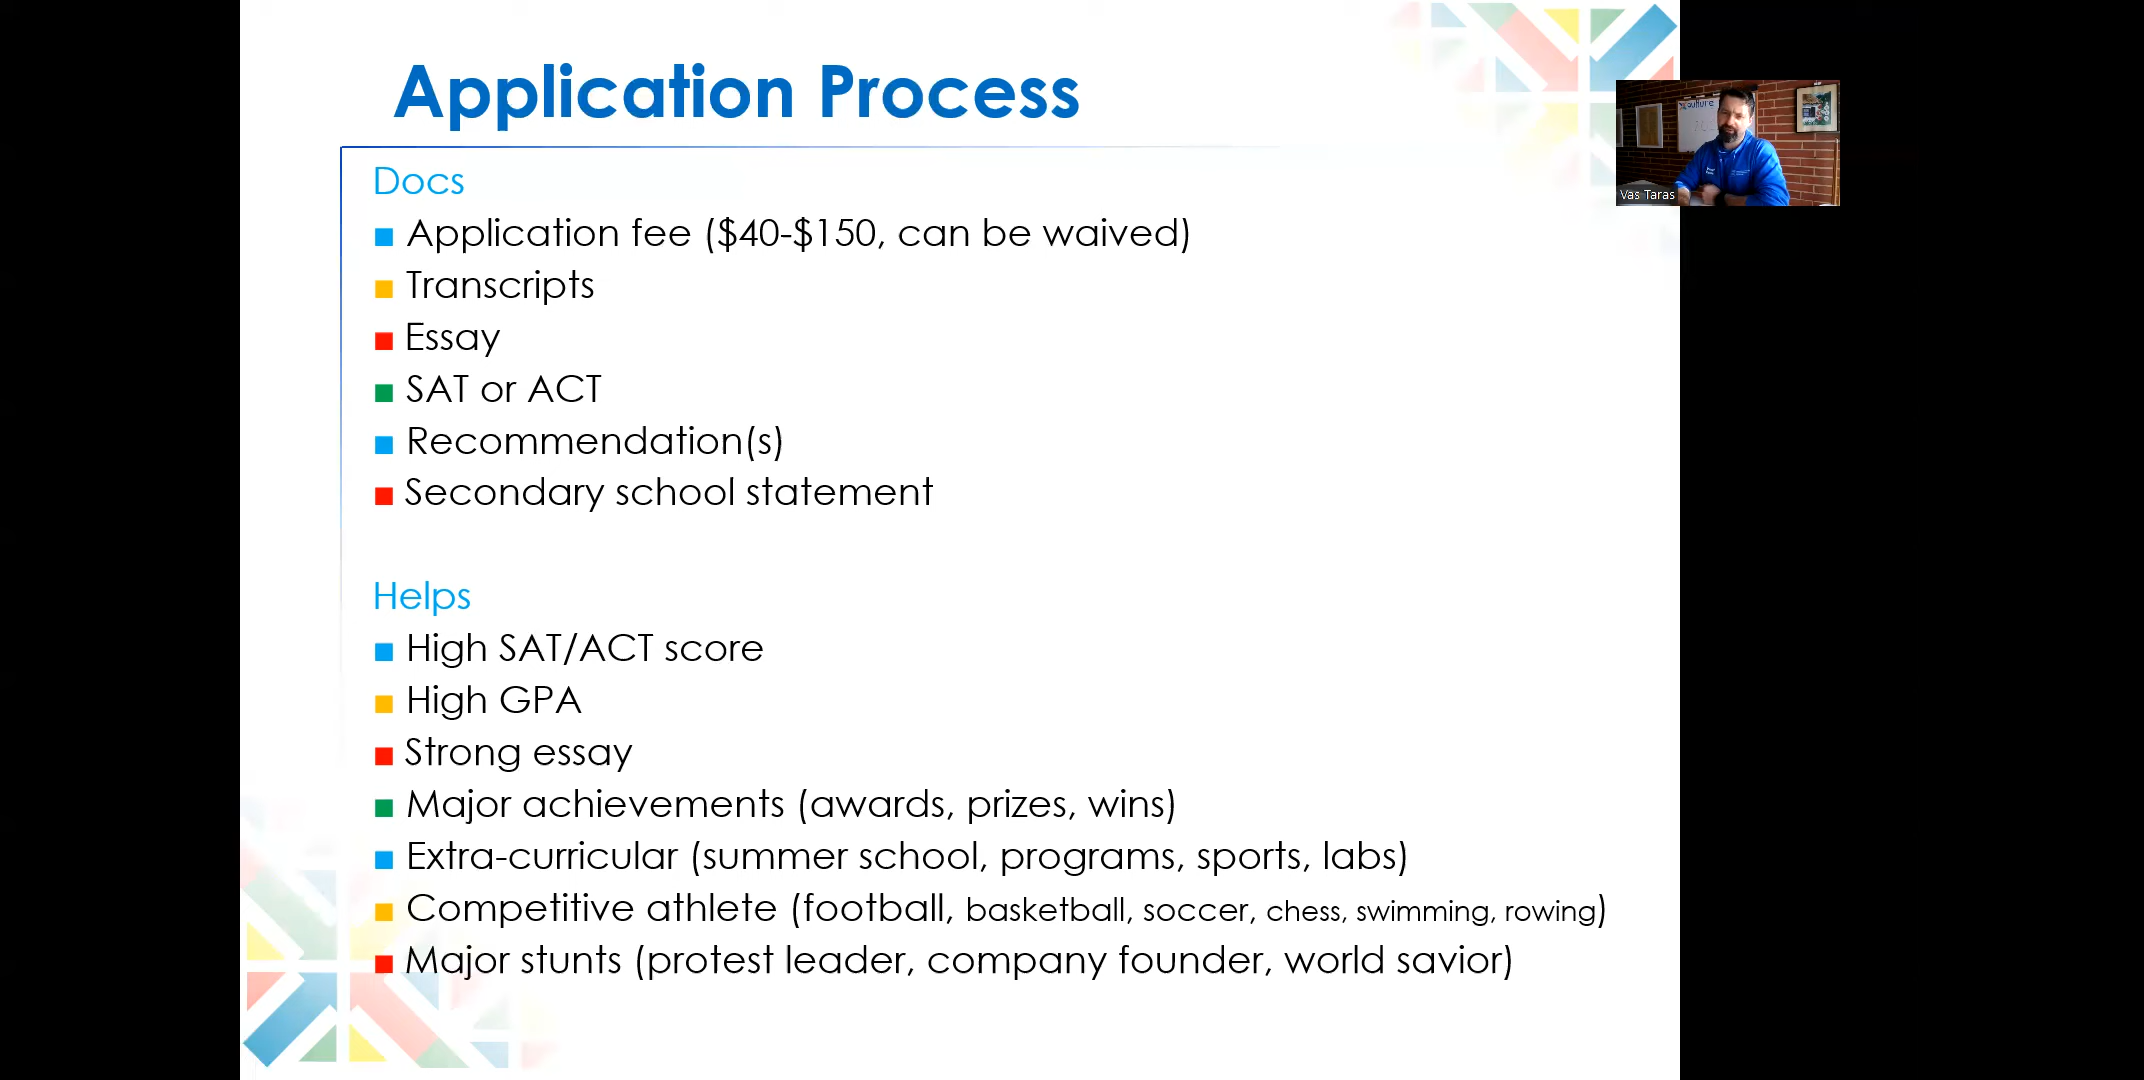 Application Process
Docs
Application fee ($40-$150, can be waived)
Transcripts
Essay
SAT or ACT
Recommendation(s)
Secondary school statement
Helps
High SAT/ACT score
High GPA
Strong essay
Major achievements (awards, prizes, wins)
Extra-curricular (summer school, programs, sports, labs)
Competitive athlete (football, basketball, soccer, chess, swimming, rowing)
Major stunts (protest leader, company founder, world savior)
Vas Taras